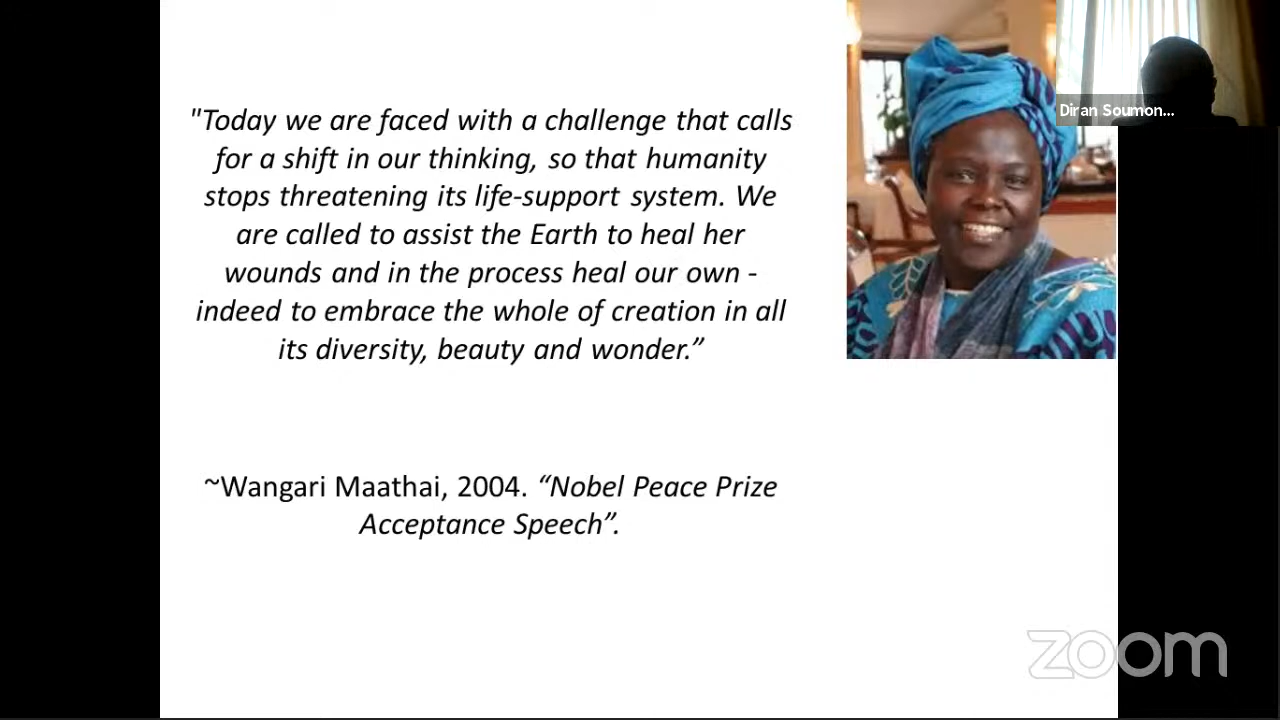 "Today we are faced with a challenge that calls
for a shift in our thinking, so that humanity
stops threatening its life-support system. We
are called to assist the Earth to heal her
wounds and in the process heal our own -
indeed to embrace the whole of creation in all
its diversity, beauty and wonder.”
~Wangari Maathai, 2004. “Nobel Peace Prize
Acceptance Speech”.
Diran Soumon...
zoom